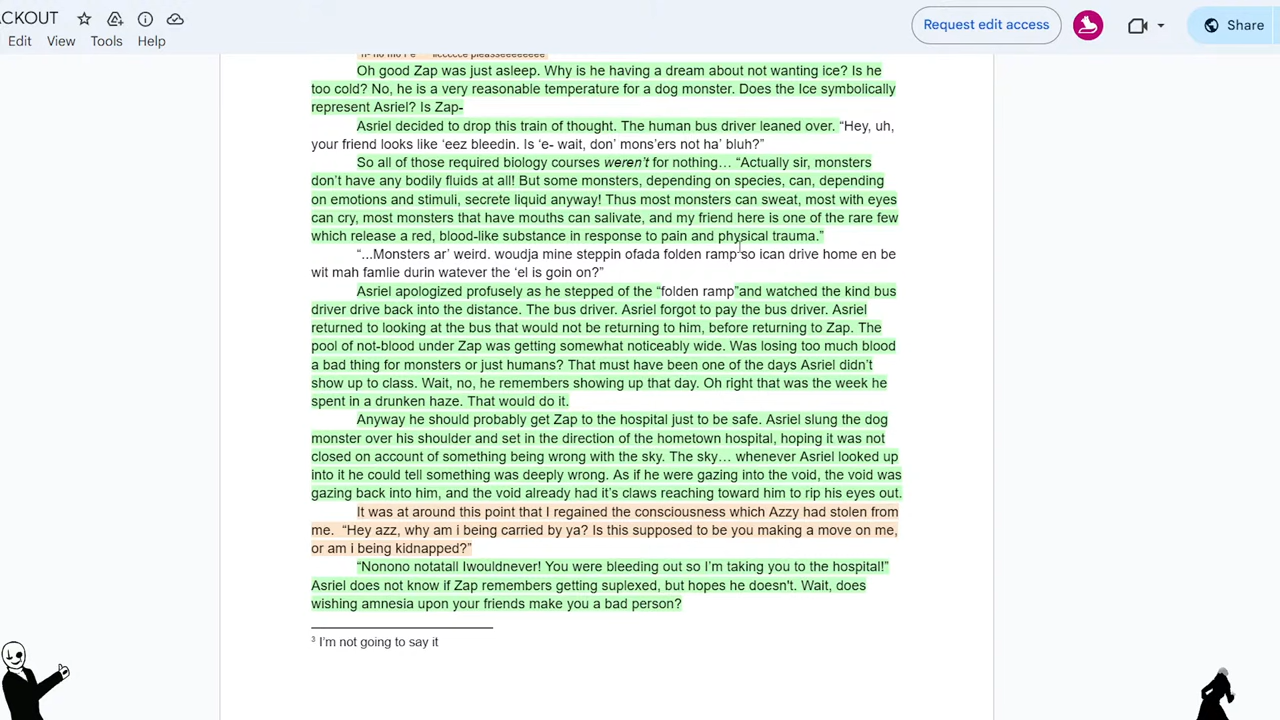 CKOUT
Request edit access
Share
Edit View Tools Help
Oh good Zap was just asleep. Why is he having a dream about not wanting ice? Is he
too cold? No, he is a very reasonable temperature for a dog monster. Does the Ice symbolically
represent Asriel? Is Zap-
Asriel decided to drop this train of thought. The human bus driver leaned over. “Hey, uh,
your friend looks like ‘eez bleedin. Is ‘e- wait, don’ mons’ers not ha’ bluh?”
So all of those required biology courses weren’t for nothing… “Actually sir, monsters
don’t have any bodily fluids at all! But some monsters, depending on species, can, depending
on emotions and stimuli, secrete liquid anyway! Thus most monsters can sweat, most with eyes
can cry, most monsters that have mouths can salivate, and my friend here is one of the rare few
which release a red, blood-like substance in response to pain and physical trauma.”
“...Monsters ar’ weird. woudja mine steppin ofada folden ramp so ican drive home en be
wit mah famlie durin watever the ‘el is goin on?”
Asriel apologized profusely as he stepped of the “folden ramp”and watched the kind bus
driver drive back into the distance. The bus driver. Asriel forgot to pay the bus driver. Asriel
returned to looking at the bus that would not be returning to him, before returning to Zap. The
pool of not-blood under Zap was getting somewhat noticeably wide. Was losing too much blood
a bad thing for monsters or just humans? That must have been one of the days Asriel didn’t
show up to class. Wait, no, he remembers showing up that day. Oh right that was the week he
spent in a drunken haze. That would do it.
Anyway he should probably get Zap to the hospital just to be safe. Asriel slung the dog
monster over his shoulder and set in the direction of the hometown hospital, hoping it was not
closed on account of something being wrong with the sky. The sky… whenever Asriel looked up
into it he could tell something was deeply wrong. As if he were gazing into the void, the void was
gazing back into him, and the void already had it’s claws reaching toward him to rip his eyes out.
It was at around this point that I regained the consciousness which Azzy had stolen from
me. “Hey azz, why am i being carried by ya? Is this supposed to be you making a move on me,
or am i being kidnapped?”
“Nonono notatall Iwouldnever! You were bleeding out so I’m taking you to the hospital!”
Asriel does not know if Zap remembers getting suplexed, but hopes he doesn't. Wait, does
wishing amnesia upon your friends make you a bad person?
3 I’m not going to say it